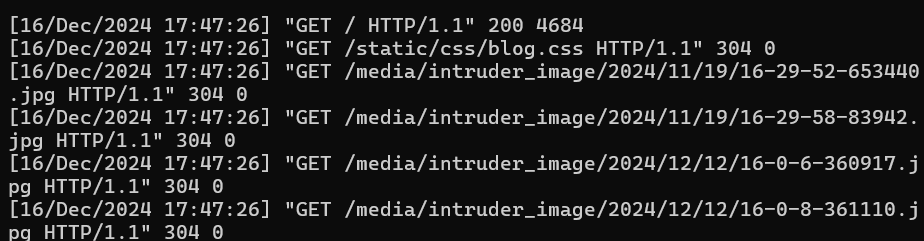 [16/Dec/2024 17:47:26] "GET / HTTP/1.1" 200 4684
[16/Dec/2024 17:47:26] "GET /static/css/blog.css HTTP/1.1" 304 0
[16/Dec/2024 17:47:26] "GET /media/intruder_image/2024/11/19/16-29-52-653440
.jpg HTTP/1.1" 304 0
[16/Dec/2024 17:47:26] "GET /media/intruder_image/2024/11/19/16-29-58-83942.
jpg HTTP/1.1" 304 0
[16/Dec/2024 17:47:26] "GET /media/intruder_image/2024/12/12/16-0-6-360917.j
pg HTTP/1.1" 304 0
[16/Dec/2024 17:47:26] "GET /media/intruder_image/2024/12/12/16-0-8-361110.j
pg HTTP/1.1" 304 0